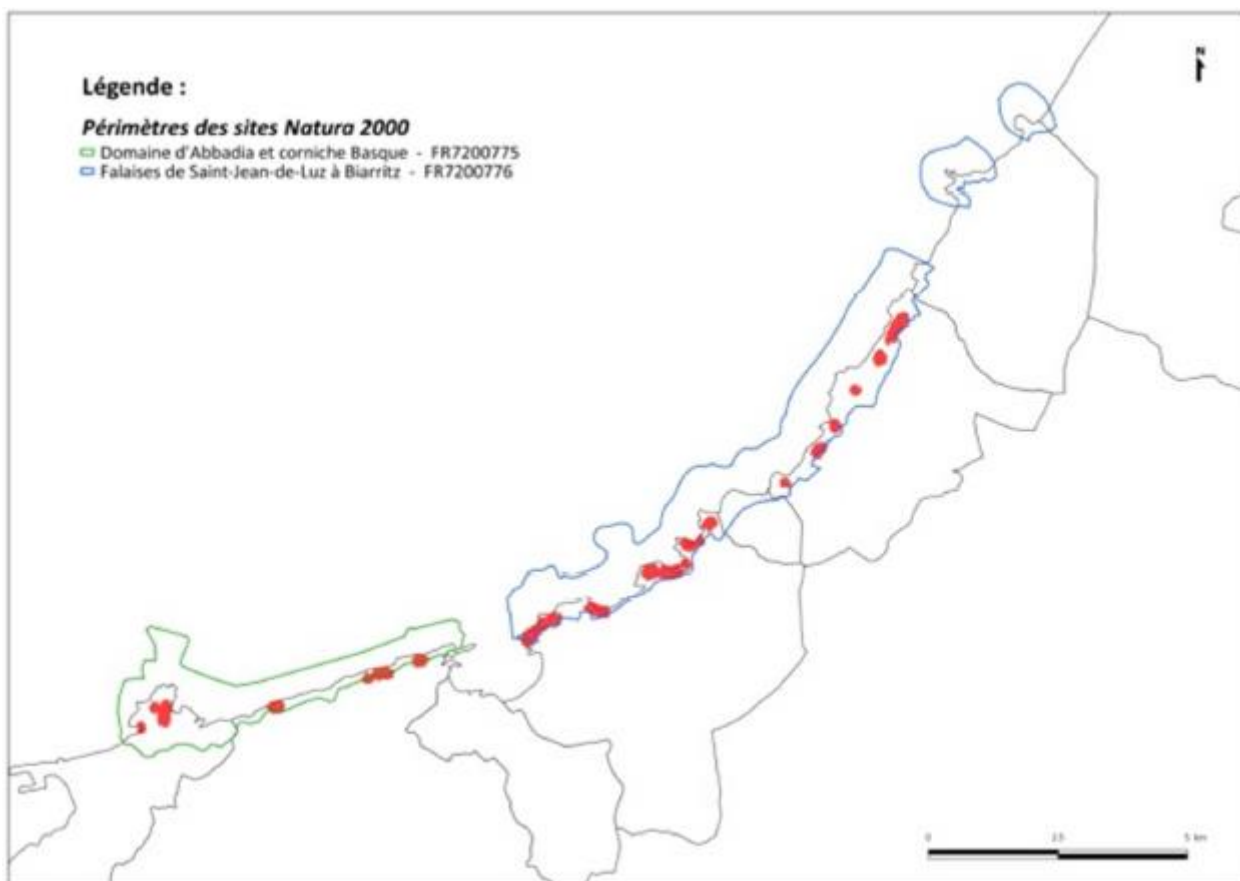 Légende :
N
Périmètres des sites Natura 2000
Domaine d'Abbadia et corniche Basque - FR7200775
Falaises de Saint-Jean-de-Luz à Biarritz - FR7200776
0 2.5 5 km